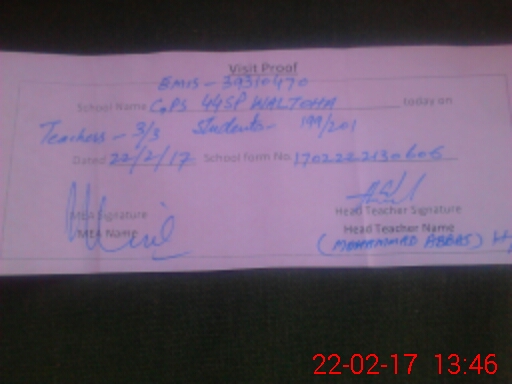 Visit Proof
EMIS - 39310470
School Name GPS 44SP WALTOHA today on
Teachers - 3/3 Students - 199/201
Dated 22/2/17 School form No 1702222130606
MEA Signature Head Teacher Signature
MEA Name Head Teacher Name
(MOHAMMAD ABBAS) H
22-02-17 13:46